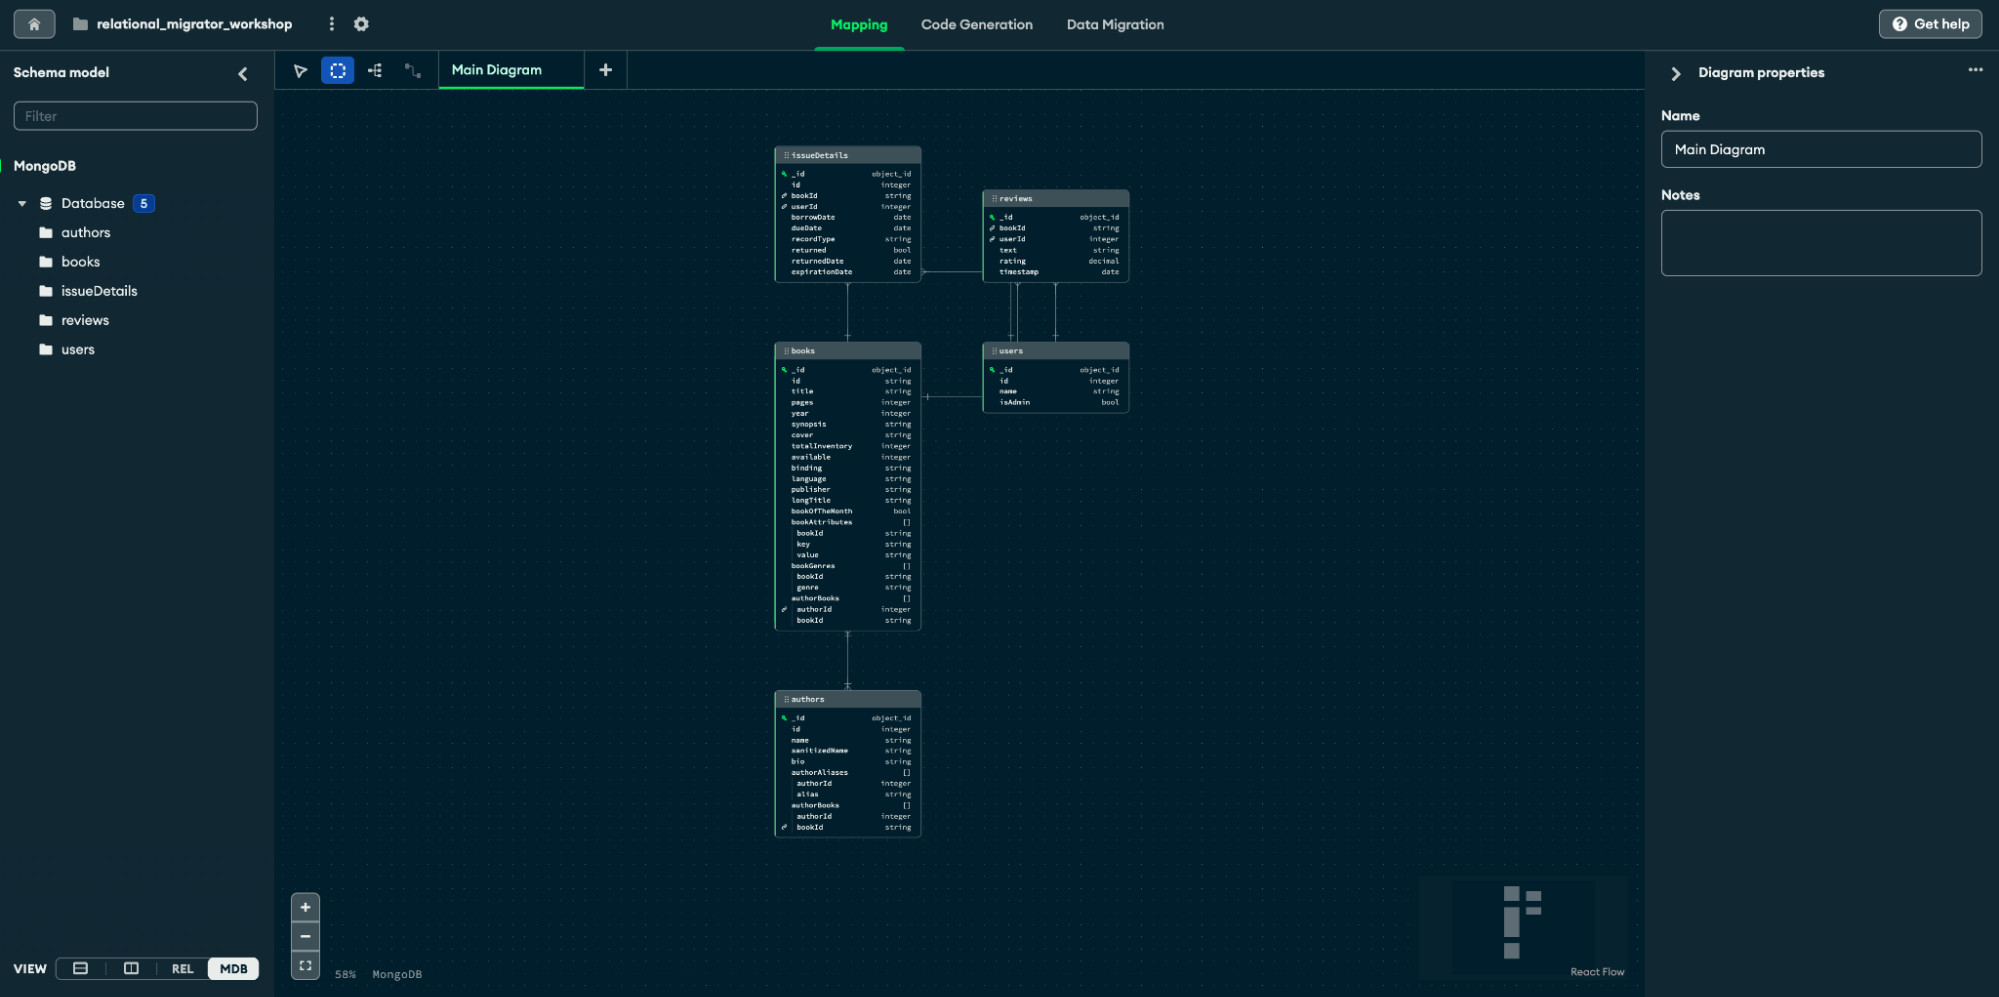 relational_migrator_workshop
Mapping
Code Generation
Data Migration
Get help
Schema model
Filter
MongoDB
Database 5
authors
books
issueDetails
reviews
users
VIEW
REL
MDB
Main Diagram
issueDetails
_id object_id
id integer
bookId string
userId integer
borrowDate date
dueDate date
recordType string
returned bool
returnedDate date
expirationDate date
reviews
_id object_id
bookId string
userId integer
text string
rating decimal
timestamp date
books
_id object_id
id string
title string
pages integer
year integer
synopsis string
cover string
totalInventory integer
available integer
binding string
language string
publisher string
longTitle string
bookOfTheMonth bool
bookAttributes []
bookId string
key string
value string
bookGenres []
bookId string
genre string
authorBooks []
authorId integer
bookId string
users
_id object_id
id integer
name string
isAdmin bool
authors
_id object_id
id integer
name string
sanitizedName string
bio string
authorAliases []
authorId integer
alias string
authorBooks []
authorId integer
bookId string
58% MongoDB
React Flow
Diagram properties
Name
Main Diagram
Notes